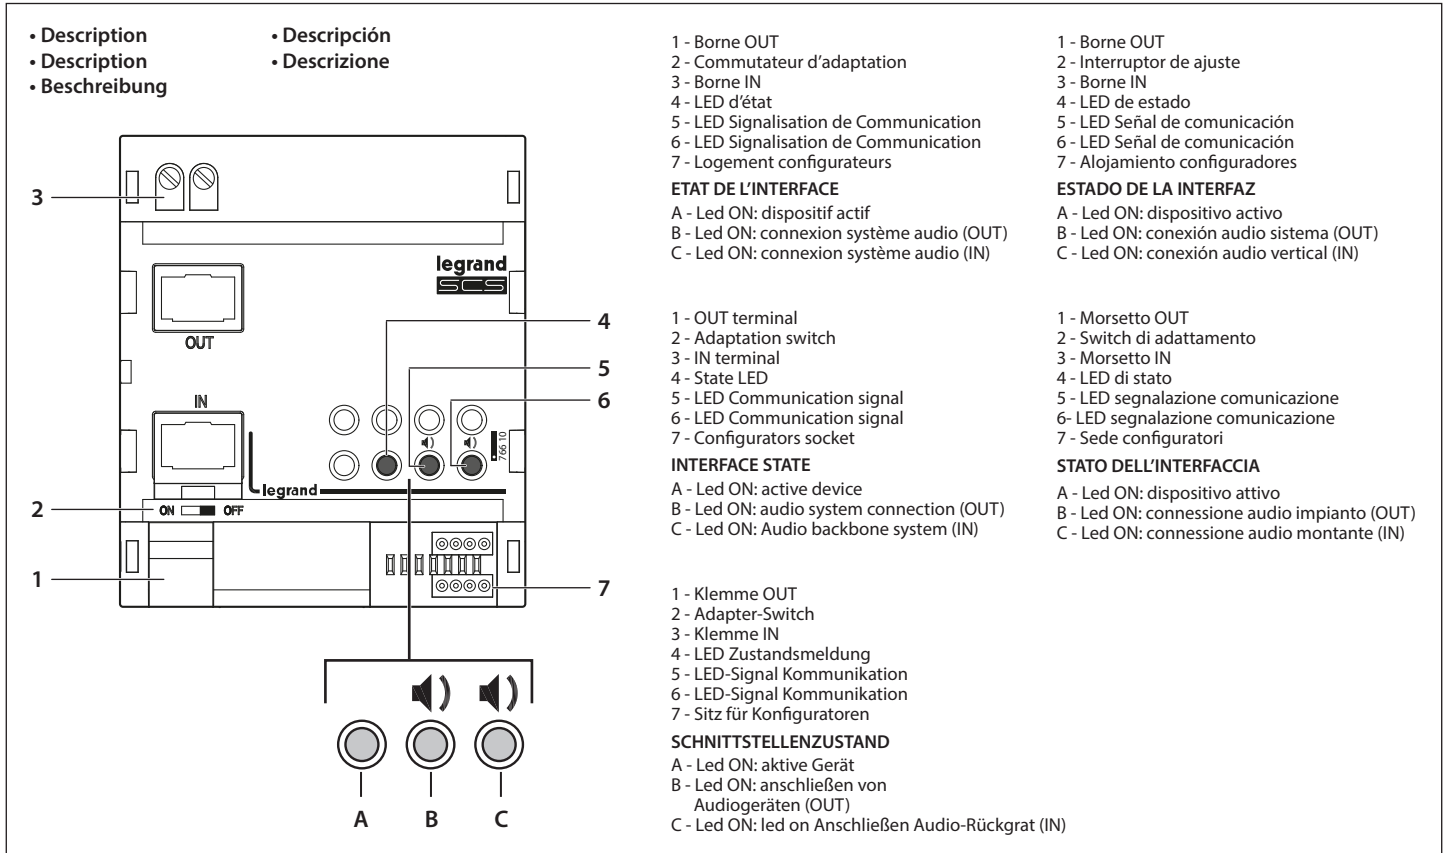 • Description
• Description
• Beschreibung
• Descripción
• Descrizione
3
legrand
SCS
OUT
4
5
6
IN
766 10
legrand
2
ON OFF
1
7
A B C
1 - Borne OUT
2 - Commutateur d'adaptation
3 - Borne IN
4 - LED d'état
5 - LED Signalisation de Communication
6 - LED Signalisation de Communication
7 - Logement configurateurs
ETAT DE L'INTERFACE
A - Led ON: dispositif actif
B - Led ON: connexion système audio (OUT)
C - Led ON: connexion système audio (IN)
1 - OUT terminal
2 - Adaptation switch
3 - IN terminal
4 - State LED
5 - LED Communication signal
6 - LED Communication signal
7 - Configurators socket
INTERFACE STATE
A - Led ON: active device
B - Led ON: audio system connection (OUT)
C - Led ON: Audio backbone system (IN)
1 - Klemme OUT
2 - Adapter-Switch
3 - Klemme IN
4 - LED Zustandsmeldung
5 - LED-Signal Kommunikation
6 - LED-Signal Kommunikation
7 - Sitz für Konfiguratoren
SCHNITTSTELLENZUSTAND
A - Led ON: aktive Gerät
B - Led ON: anschließen von
Audiogeräten (OUT)
C - Led ON: led on Anschließen Audio-Rückgrat (IN)
1 - Borne OUT
2 - Interruptor de ajuste
3 - Borne IN
4 - LED de estado
5 - LED Señal de comunicación
6 - LED Señal de comunicación
7 - Alojamiento configuradores
ESTADO DE LA INTERFAZ
A - Led ON: dispositivo activo
B - Led ON: conexión audio sistema (OUT)
C - Led ON: conexión audio vertical (IN)
1 - Morsetto OUT
2 - Switch di adattamento
3 - Morsetto IN
4 - LED di stato
5 - LED segnalazione comunicazione
6- LED segnalazione comunicazione
7 - Sede configuratori
STATO DELL'INTERFACCIA
A - Led ON: dispositivo attivo
B - Led ON: connessione audio impianto (OUT)
C - Led ON: connessione audio montante (IN)